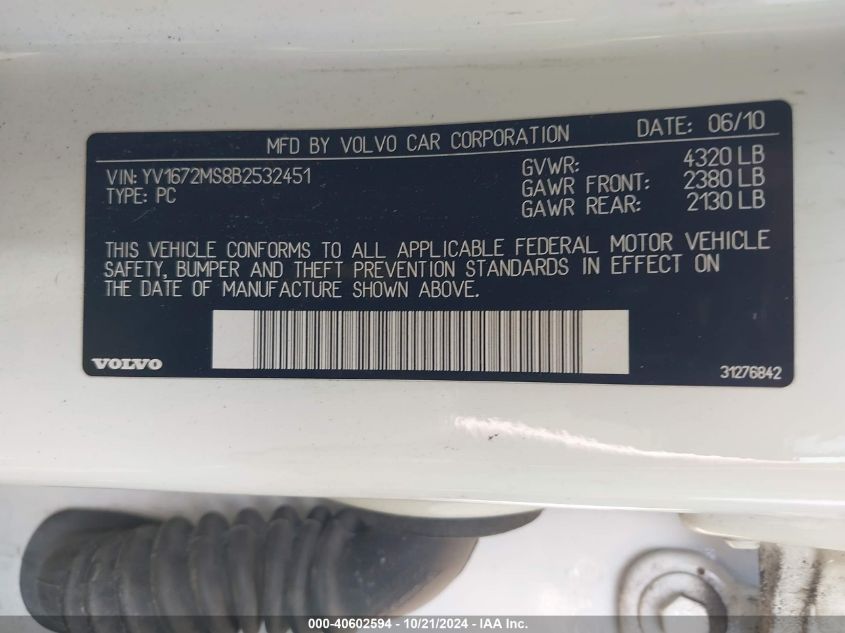 MFD BY VOLVO CAR CORPORATION DATE: 06/10
VIN: YV1672MS8B2532451
TYPE: PC
GVWR: 4320 LB
GAWR FRONT: 2380 LB
GAWR REAR: 2130 LB
THIS VEHICLE CONFORMS TO ALL APPLICABLE FEDERAL MOTOR VEHICLE
SAFETY, BUMPER AND THEFT PREVENTION STANDARDS IN EFFECT ON
THE DATE OF MANUFACTURE SHOWN ABOVE.
VOLVO
31276842
000-40602594 - 10/21/2024 - IAA Inc.